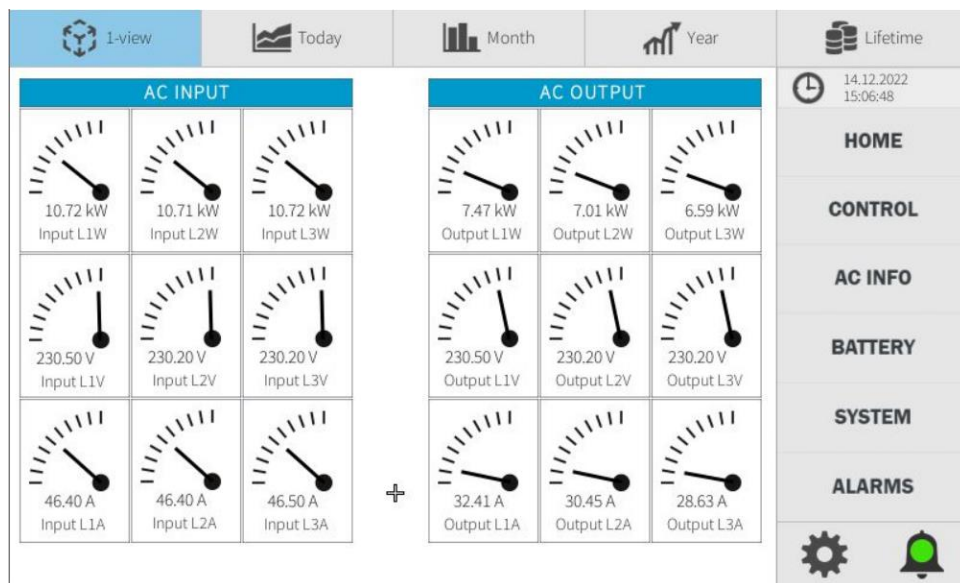 1-view
Today
Month
Year
Lifetime
14.12.2022
15:06:48
HOME
CONTROL
AC INFO
BATTERY
SYSTEM
ALARMS
AC INPUT
10.72 kW
Input L1W
10.71 kW
Input L2W
10.72 kW
Input L3W
230.50 V
Input L1V
230.20 V
Input L2V
230.20 V
Input L3V
46.40 A
Input L1A
46.40 A
Input L2A
46.50 A
Input L3A
AC OUTPUT
7.47 kW
Output L1W
7.01 kW
Output L2W
6.59 kW
Output L3W
230.50 V
Output L1V
230.20 V
Output L2V
230.20 V
Output L3V
32.41 A
Output L1A
30.45 A
Output L2A
28.63 A
Output L3A